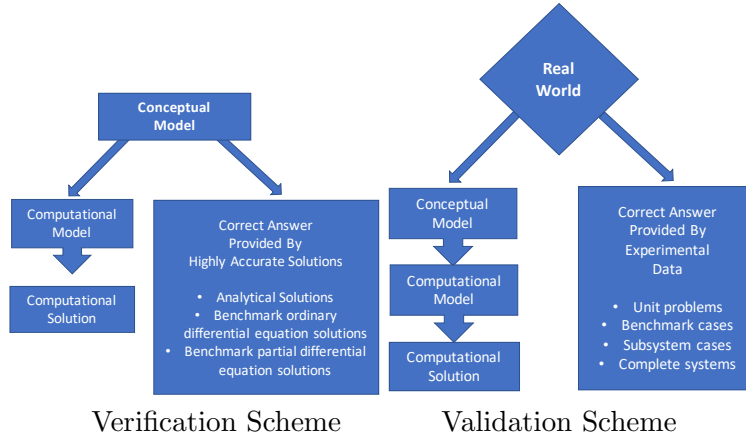 Conceptual
Model
Computational
Model
Computational
Solution
Correct Answer
Provided By
Highly Accurate Solutions
• Analytical Solutions
• Benchmark ordinary
differential equation solutions
• Benchmark partial differential
equation solutions
Verification Scheme
Real
World
Conceptual
Model
Computational
Model
Computational
Solution
Correct Answer
Provided By
Experimental
Data
• Unit problems
• Benchmark cases
• Subsystem cases
• Complete systems
Validation Scheme